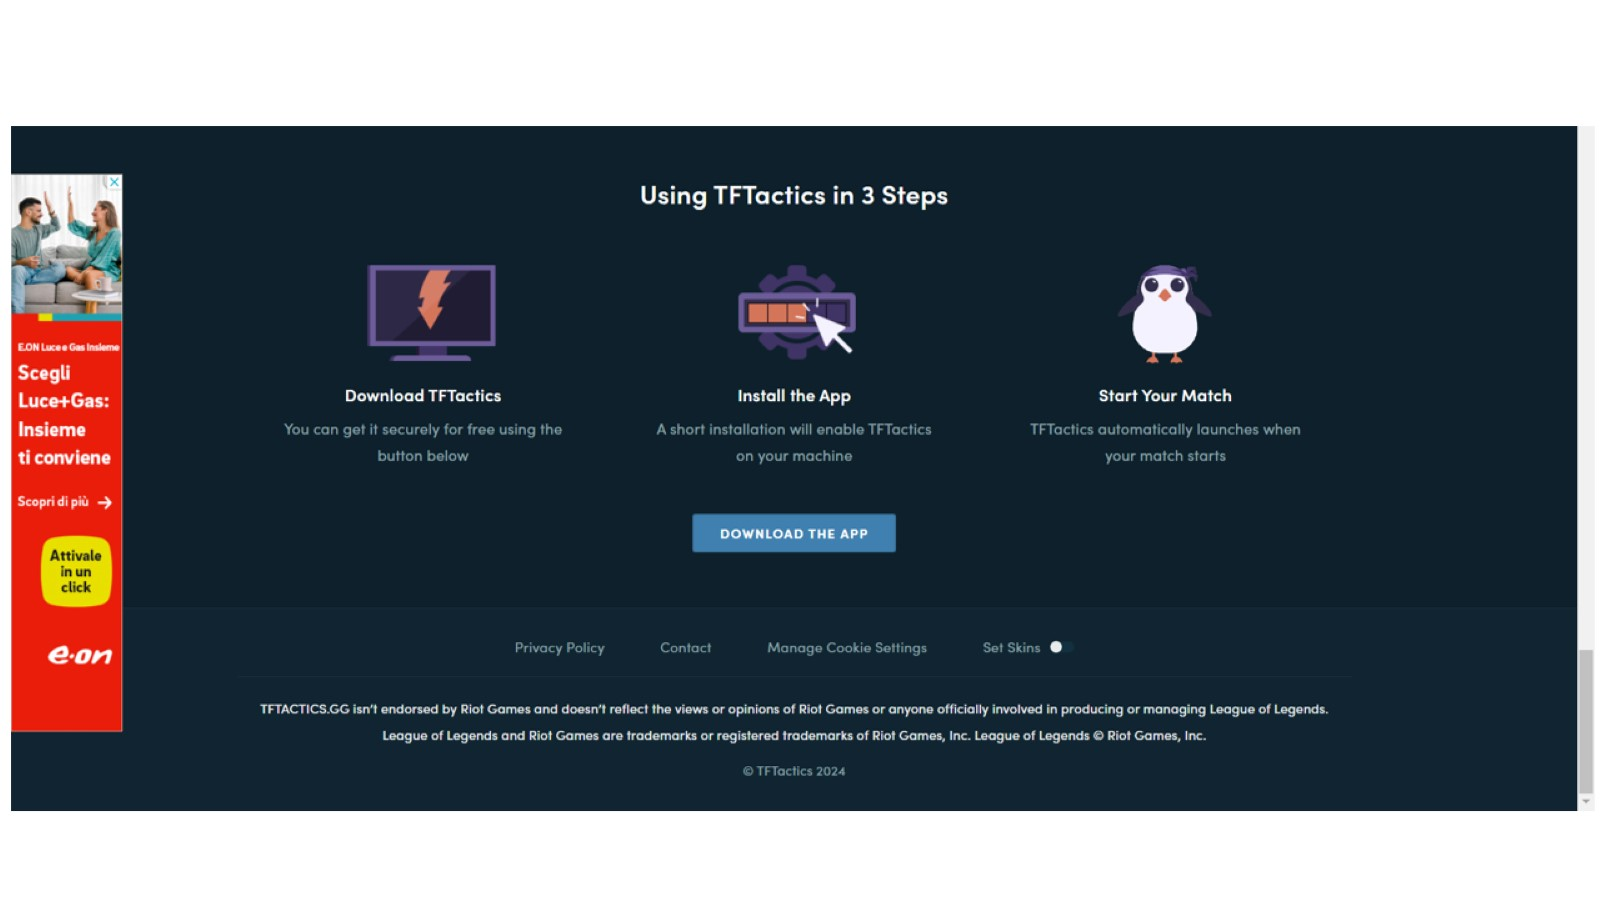 Using TFTactics in 3 Steps
Download TFTactics
You can get it securely for free using the
button below
Install the App
A short installation will enable TFTactics
on your machine
Start Your Match
TFTactics automatically launches when
your match starts
DOWNLOAD THE APP
E.ON Luce e Gas Insieme
Scegli
Luce+Gas:
Insieme
ti conviene
Scopri di più →
Attivale
in un
click
e·on
Privacy Policy
Contact
Manage Cookie Settings
Set Skins
TFTACTICS.GG isn't endorsed by Riot Games and doesn't reflect the views or opinions of Riot Games or anyone officially involved in producing or managing League of Legends.
League of Legends and Riot Games are trademarks or registered trademarks of Riot Games, Inc. League of Legends © Riot Games, Inc.
© TFTactics 2024